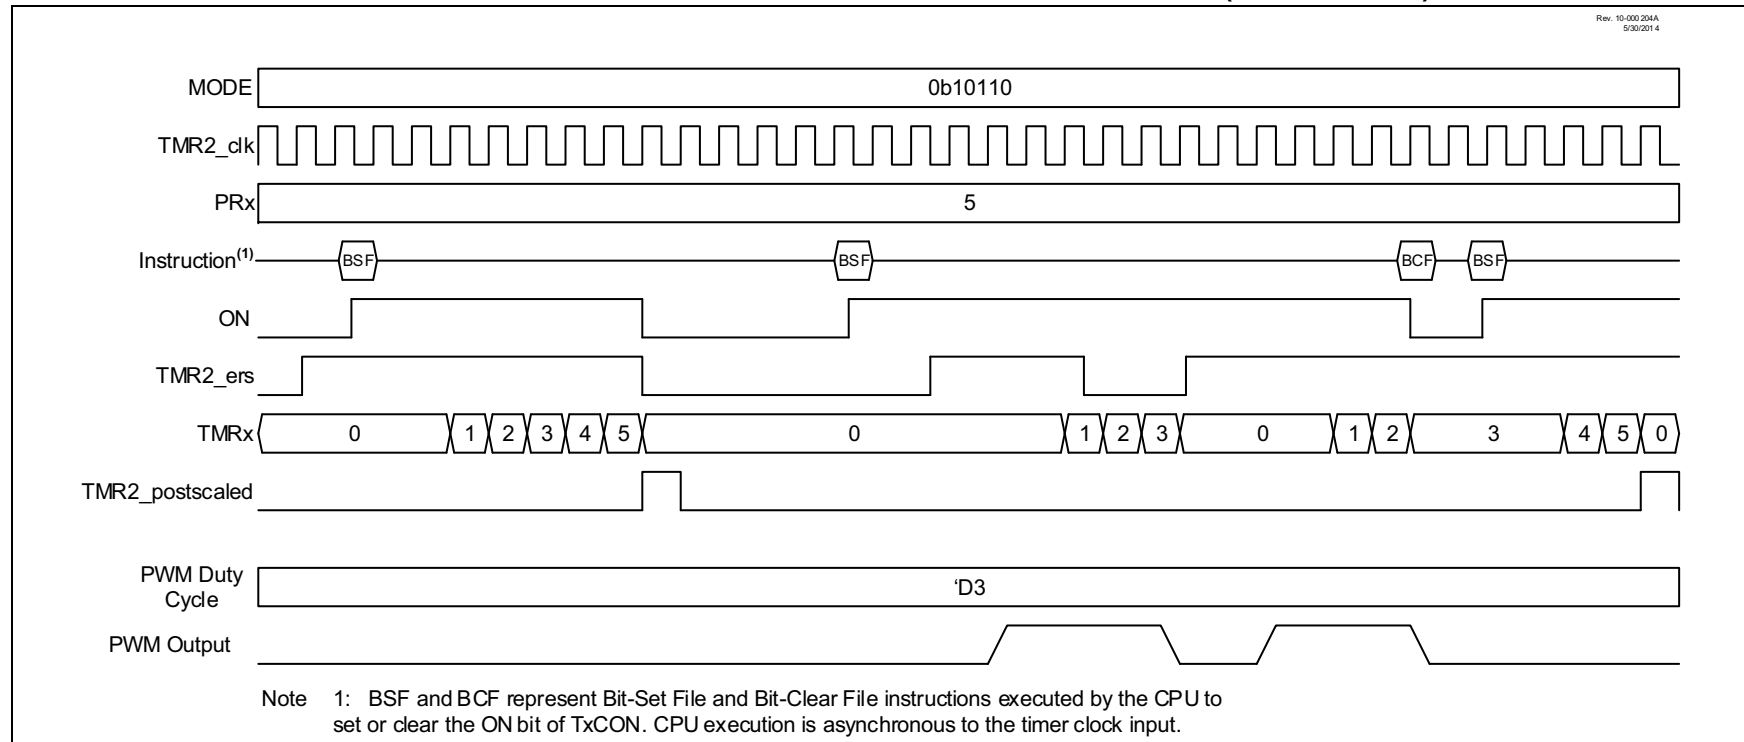 Rev. 10-000204A
5/30/2014
MODE 0b10110
TMR2_clk
PRx 5
Instruction(1) BSF BSF BCF BSF
ON
TMR2_ers
TMRx 0 1 2 3 4 5 0 1 2 3 0 1 2 3 4 5 0
TMR2_postscaled
PWM Duty
Cycle
‘D3
PWM Output
Note 1: BSF and BCF represent Bit-Set File and Bit-Clear File instructions executed by the CPU to
set or clear the ON bit of TxCON. CPU execution is asynchronous to the timer clock input.